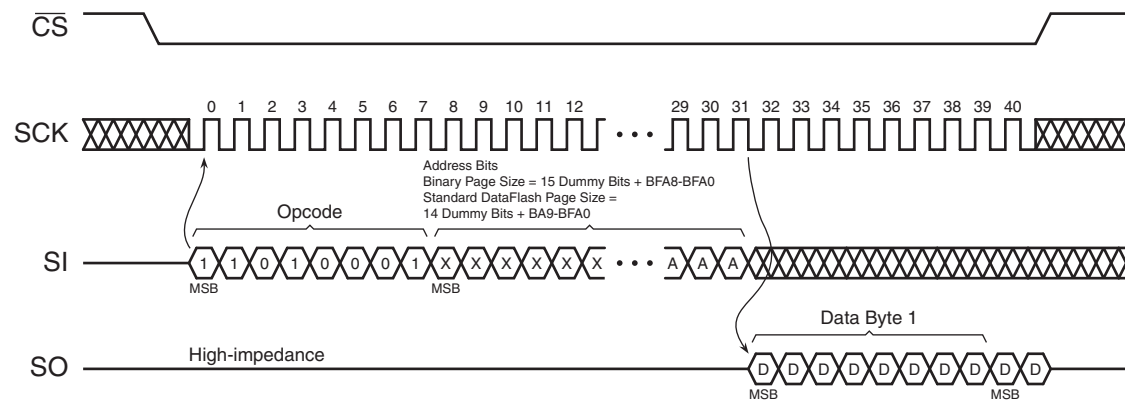 CS
0 1 2 3 4 5 6 7 8 9 10 11 12 29 30 31 32 33 34 35 36 37 38 39 40
SCK
Address Bits
Binary Page Size = 15 Dummy Bits + BFA8-BFA0
Standard DataFlash Page Size =
14 Dummy Bits + BA9-BFA0
Opcode
SI 1 1 0 1 0 0 0 1 X X X X X X A A A
MSB MSB
Data Byte 1
High-impedance
SO D D D D D D D D D D
MSB MSB